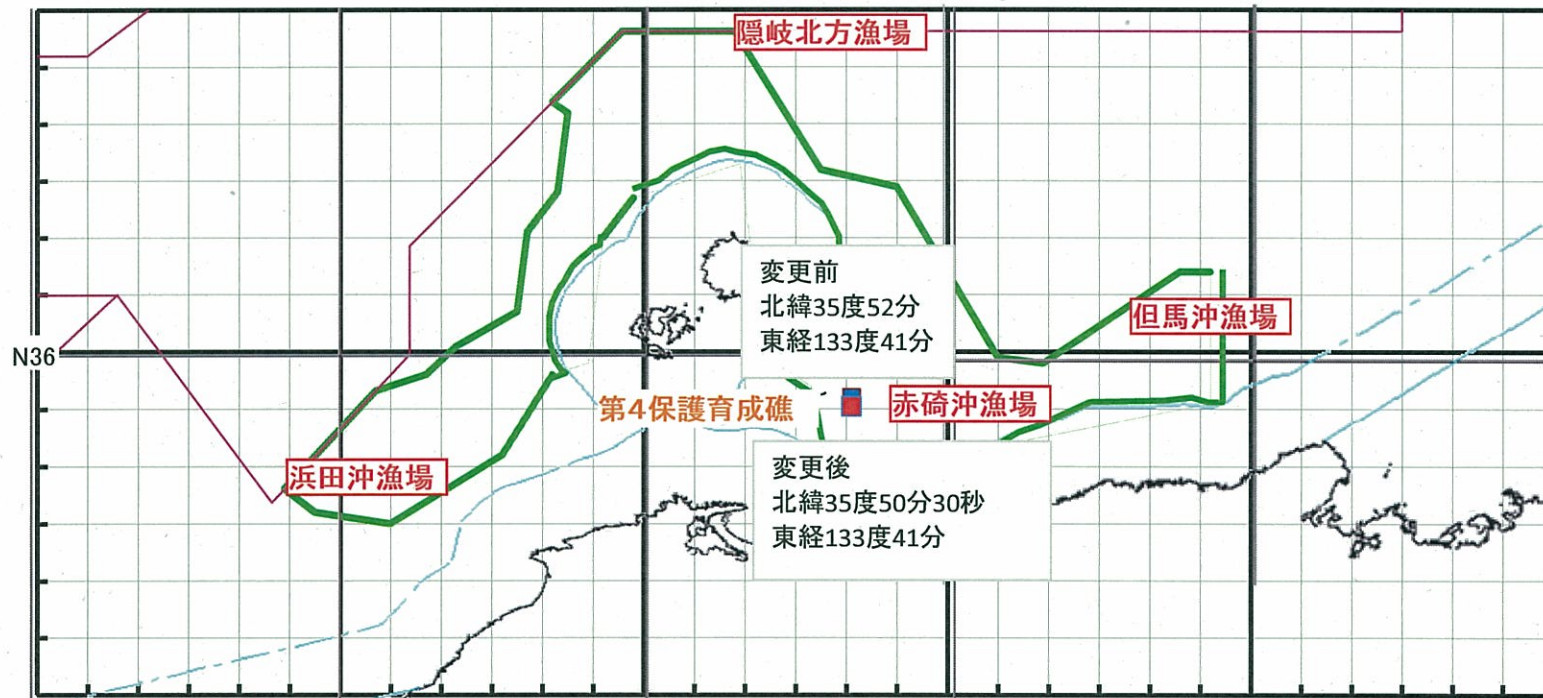 隠岐北方漁場
変更前
北緯35度52分
東経133度41分
但馬沖漁場
N36
第4保護育成礁
赤碕沖漁場
浜田沖漁場
変更後
北緯35度50分30秒
東経133度41分